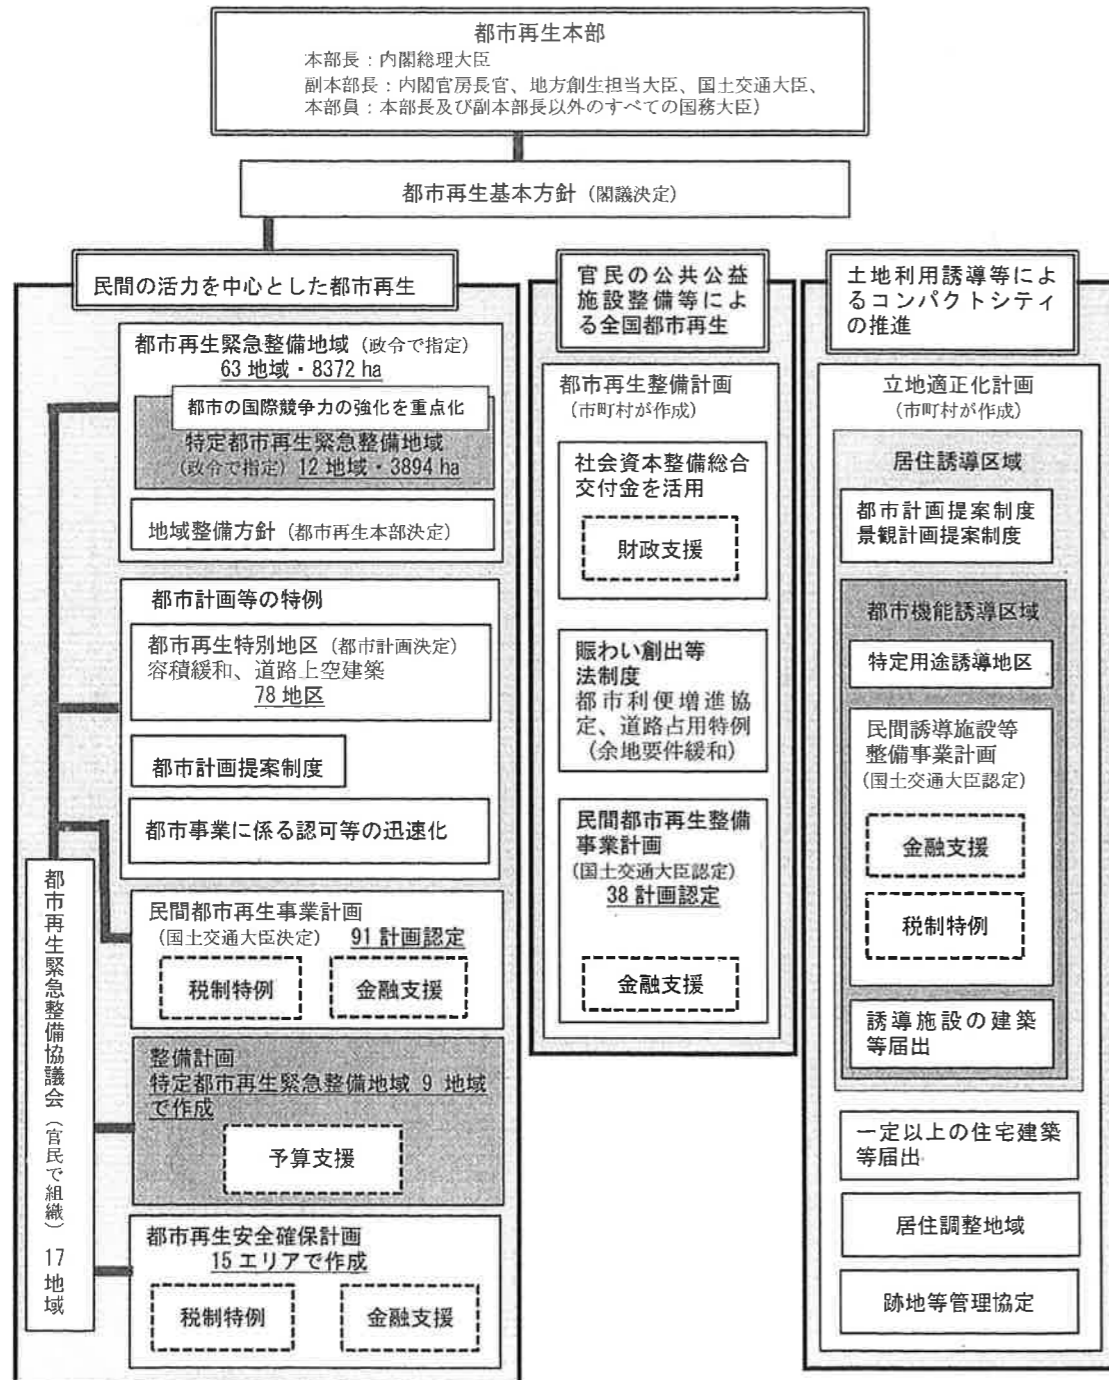 都市再生本部
本部長：内閣総理大臣
副本部長：内閣官房長官、地方創生担当大臣、国土交通大臣、
本部員：本部長及び副本部長以外のすべての国務大臣）
都市再生基本方針（閣議決定）
民間の活力を中心とした都市再生
都市再生緊急整備地域（政令で指定）
63 地域・8372 ha
都市の国際競争力の強化を重点化
特定都市再生緊急整備地域
（政令で指定）12 地域・3894 ha
地域整備方針（都市再生本部決定）
都市計画等の特例
都市再生特別地区（都市計画決定）
容積緩和、道路上空建築
78 地区
都市計画提案制度
都市事業に係る認可等の迅速化
民間都市再生事業計画
（国土交通大臣決定） 91 計画認定
税制特例
金融支援
整備計画
特定都市再生緊急整備地域 9 地域
で作成
予算支援
都市再生安全確保計画
15 エリアで作成
税制特例
金融支援
都市再生緊急整備協議会（官民で組織）17 地域
官民の公共公益
施設整備等によ
る全国都市再生
都市再生整備計画
（市町村が作成）
社会資本整備総合
交付金を活用
財政支援
賑わい創出等
法制度
都市利便増進協
定、道路占用特例
（余地要件緩和）
民間都市再生整備
事業計画
（国土交通大臣認定）
38 計画認定
金融支援
土地利用誘導等によ
るコンパクトシティ
の推進
立地適正化計画
（市町村が作成）
居住誘導区域
都市計画提案制度
景観計画提案制度
都市機能誘導区域
特定用途誘導地区
民間誘導施設等
整備事業計画
（国土交通大臣認定）
金融支援
税制特例
誘導施設の建築
等届出
一定以上の住宅建築
等届出
居住調整地域
跡地等管理協定